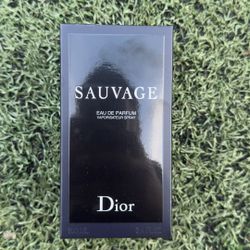 SAUVAGE
EAU DE PARFUM
VAPORISATEUR SPRAY
Dior